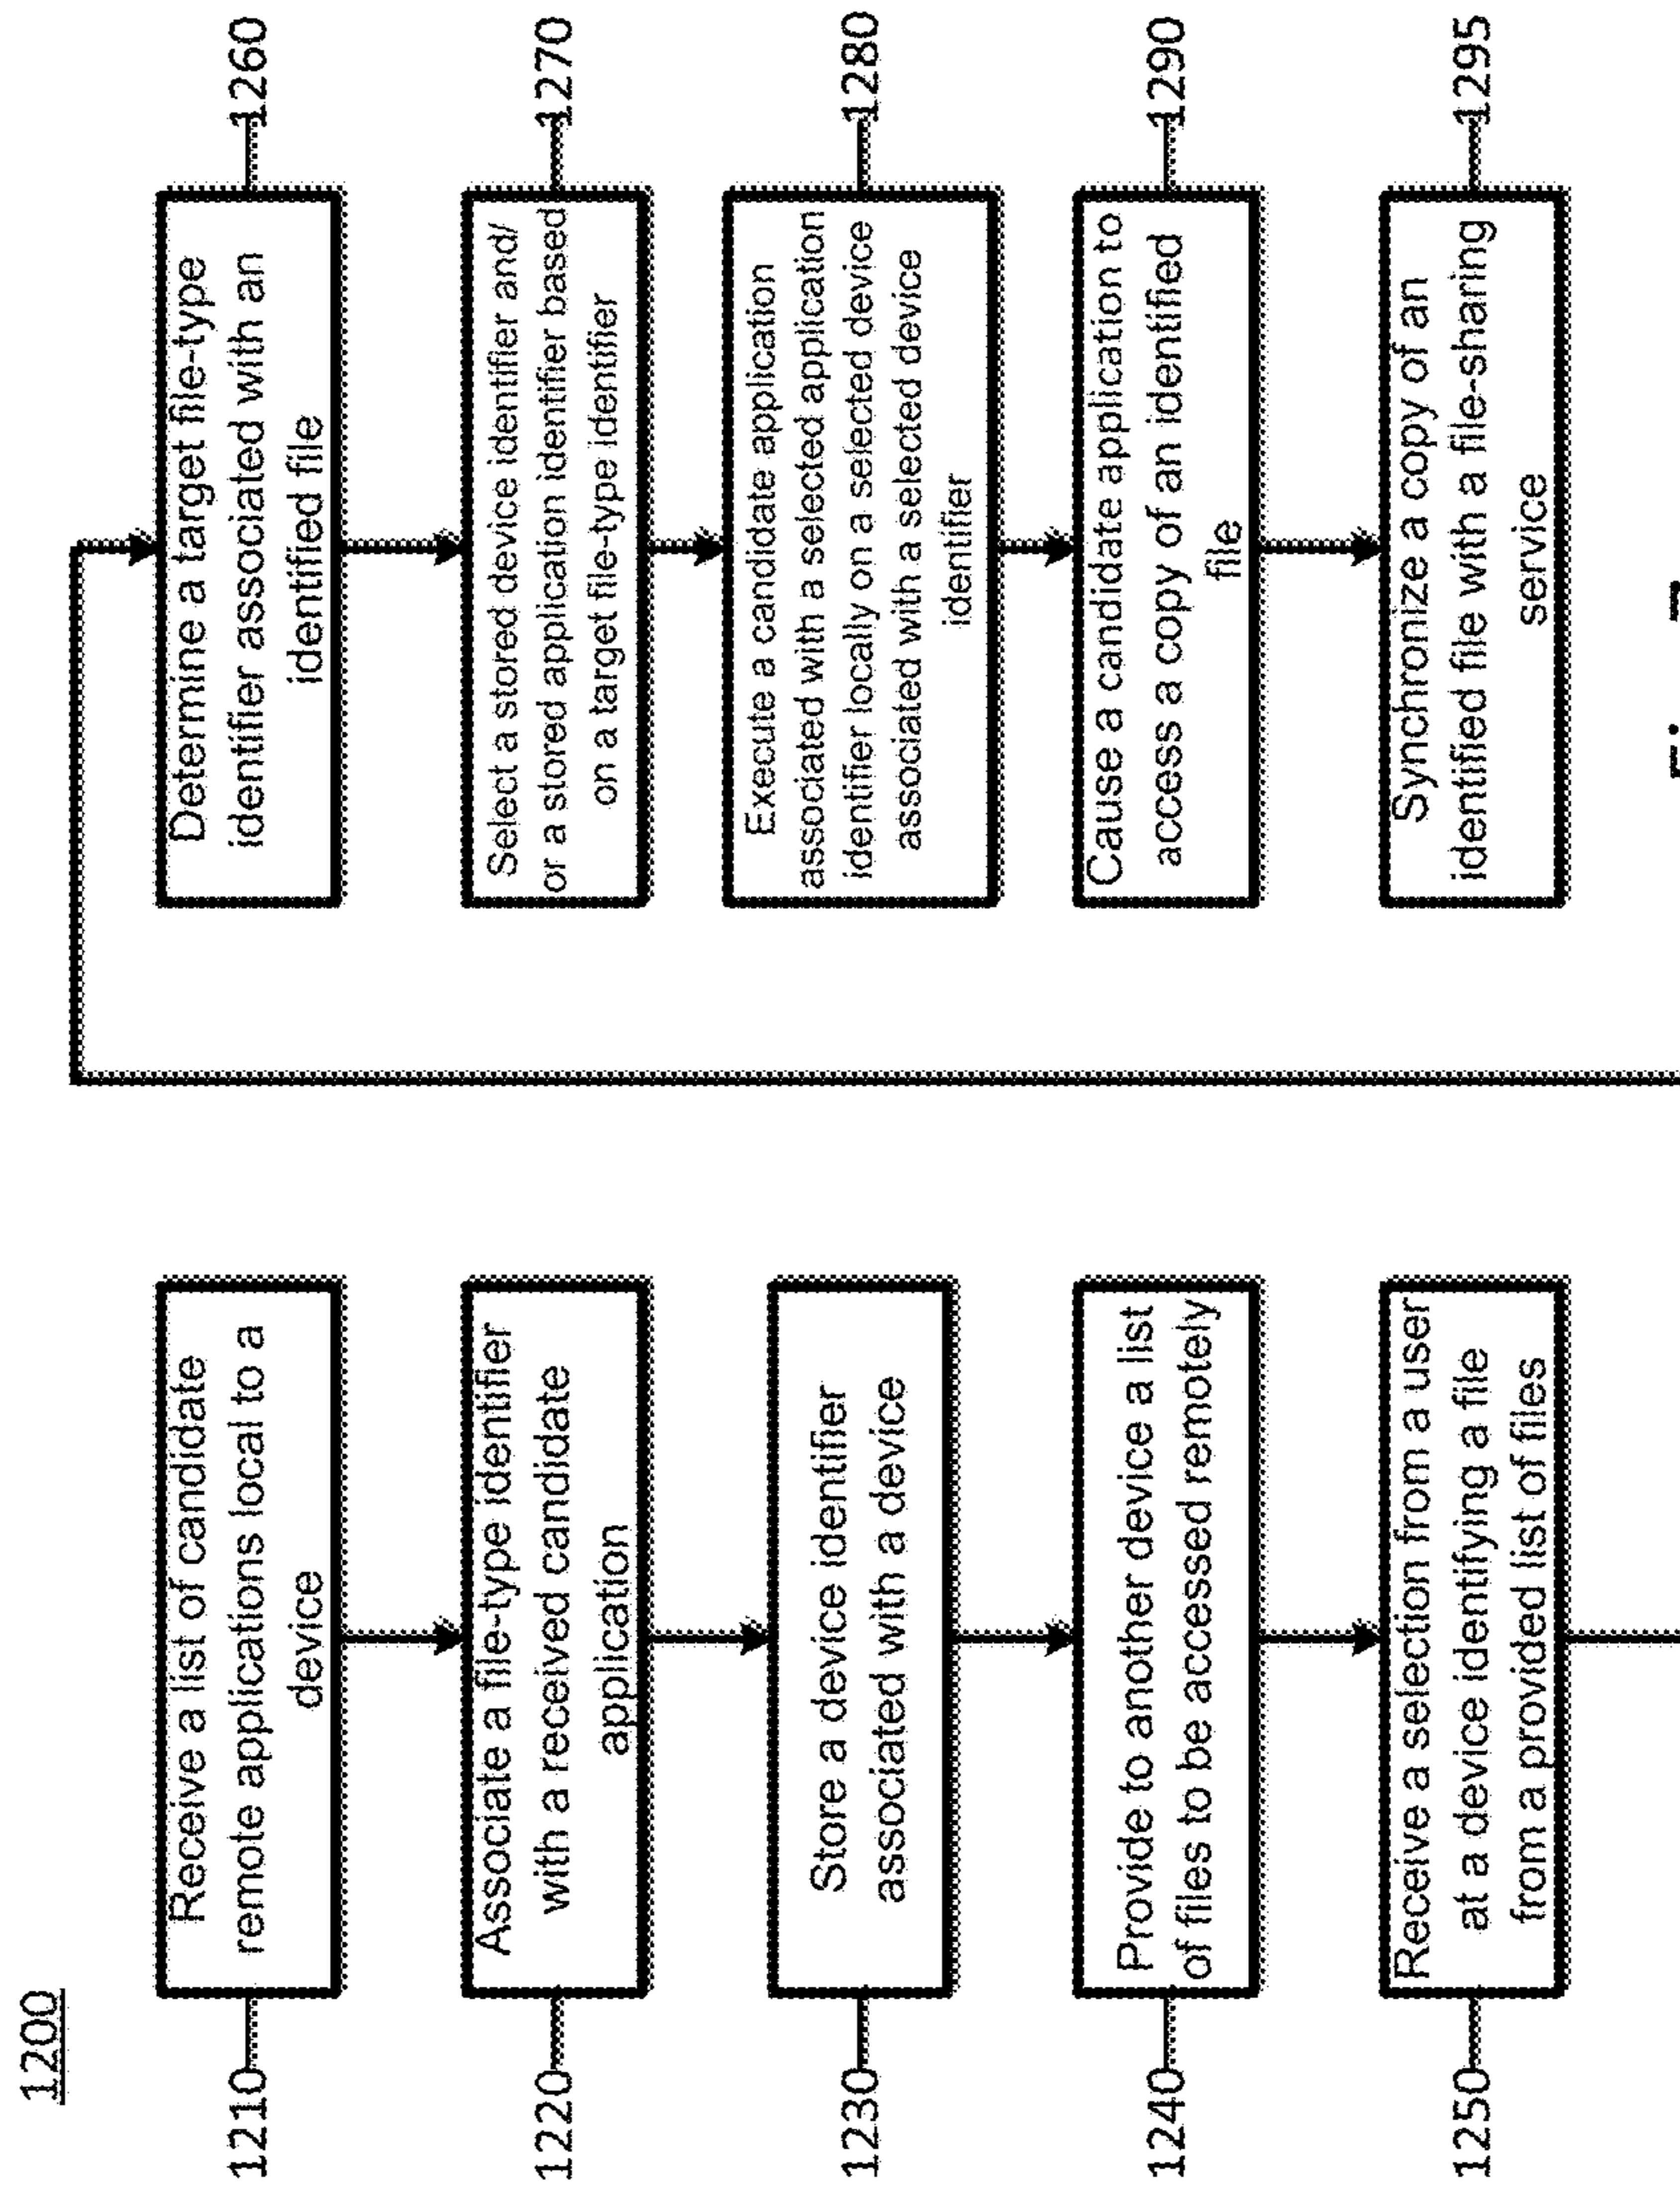 1200
1210
Receive a list of candidate
remote applications local to a
device
1220
Associate a file-type identifier
with a received candidate
application
1230
Store a device identifier
associated with a device
1240
Provide to another device a list
of files to be accessed remotely
1250
Receive a selection from a user
at a device identifying a file
from a provided list of files
Determine a target file-type
identifier associated with an
identified file
1260
Select a stored device identifier and/
or a stored application identifier based
on a target file-type identifier
1270
Execute a candidate application
associated with a selected application
identifier locally on a selected device
associated with a selected device
identifier
1280
Cause a candidate application to
access a copy of an identified
file
1290
Synchronize a copy of an
identified file with a file-sharing
service
1295